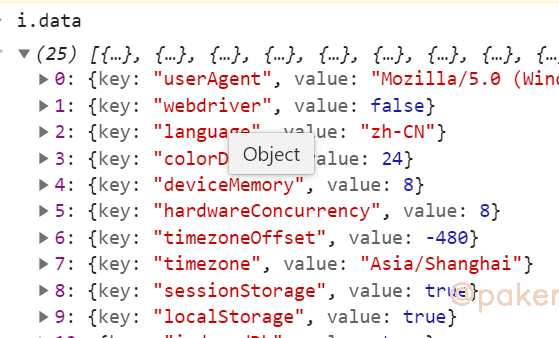 i.data
(25) [{…}, {…}, {…}, {…}, {…}, {…}, {…}, {…
0: {key: "userAgent", value: "Mozilla/5.0 (Wind
1: {key: "webdriver", value: false}
2: {key: "language", value: "zh-CN"}
3: {key: "colorD value: 24}
Object
4: {key: "deviceMemory", value: 8}
5: {key: "hardwareConcurrency", value: 8}
6: {key: "timezoneOffset", value: -480}
7: {key: "timezone", value: "Asia/Shanghai"}
8: {key: "sessionStorage", value: true}
@paker
9: {key: "localStorage", value: true}